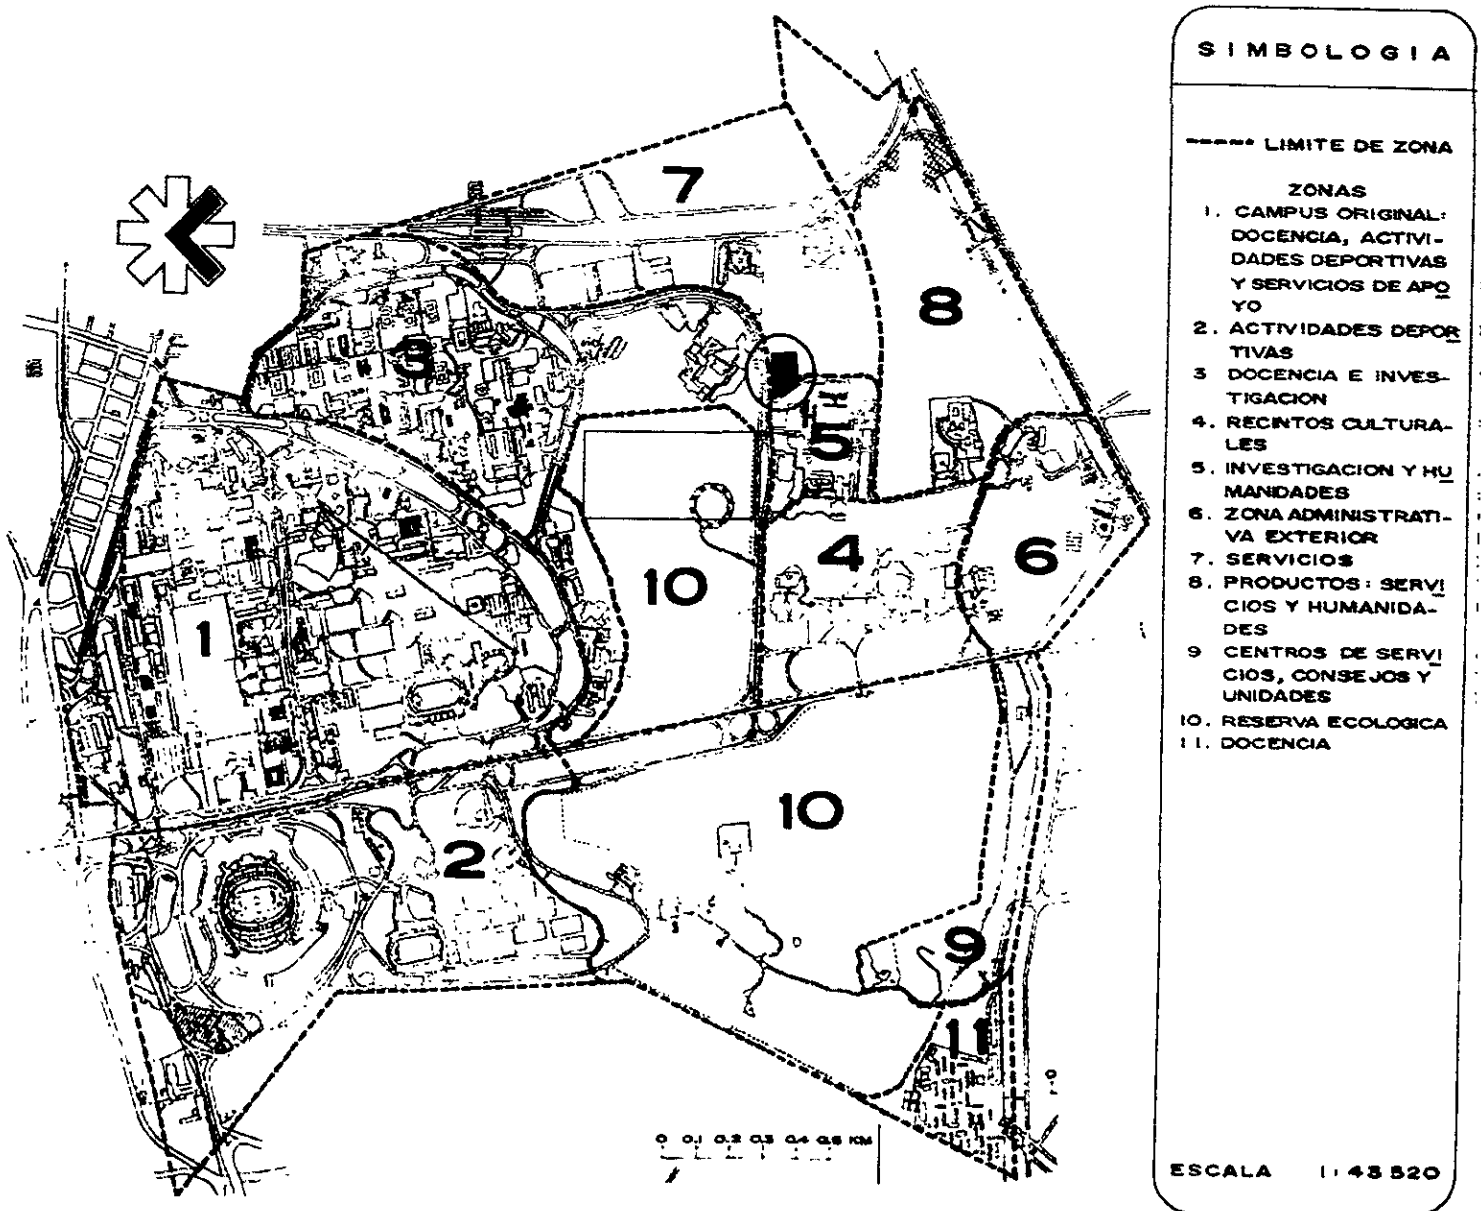 SIMBOLOGIA
LIMITE DE ZONA
ZONAS
1. CAMPUS ORIGINAL:
DOCENCIA, ACTIVI-
DADES DEPORTIVAS
Y SERVICIOS DE APO
YO
2. ACTIVIDADES DEPOR
TIVAS
3 DOCENCIA E INVES-
TIGACION
4. RECINTOS CULTURA-
LES
5. INVESTIGACION Y HU
MANIDADES
6. ZONA ADMINISTRATI-
VA EXTERIOR
7. SERVICIOS
8. PRODUCTOS: SERVI
CIOS Y HUMANIDA-
DES
9 CENTROS DE SERVI
CIOS, CONSEJOS Y
UNIDADES
10. RESERVA ECOLOGICA
11. DOCENCIA
ESCALA 1:43 520
7
8
3
5
4
6
10
1
10
2
9
11
0 0.1 0.2 0.3 0.4 0.5 KM